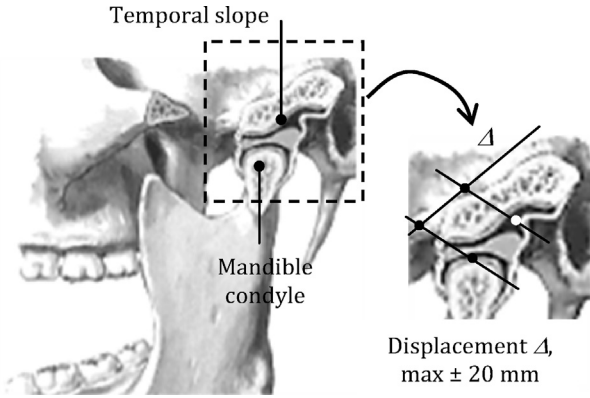 Temporal slope
Δ
Mandible
condyle
Displacement Δ,
max ± 20 mm